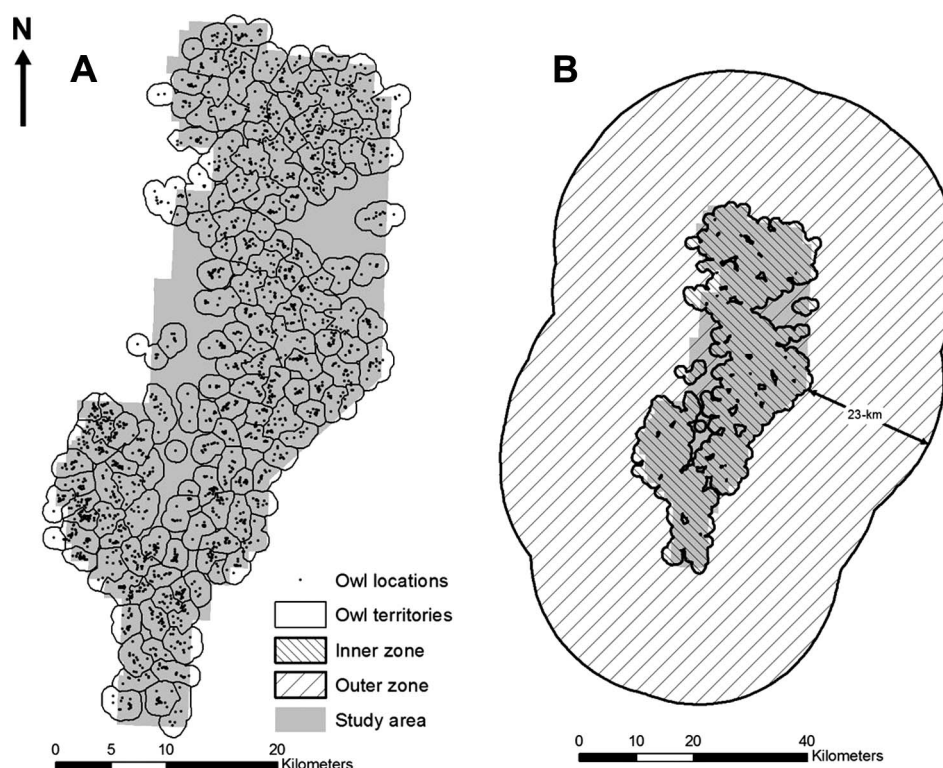 N
A
B
23-km
Owl locations
Owl territories
Inner zone
Outer zone
Study area
0 5 10 20
Kilometers
0 10 20 40
Kilometers